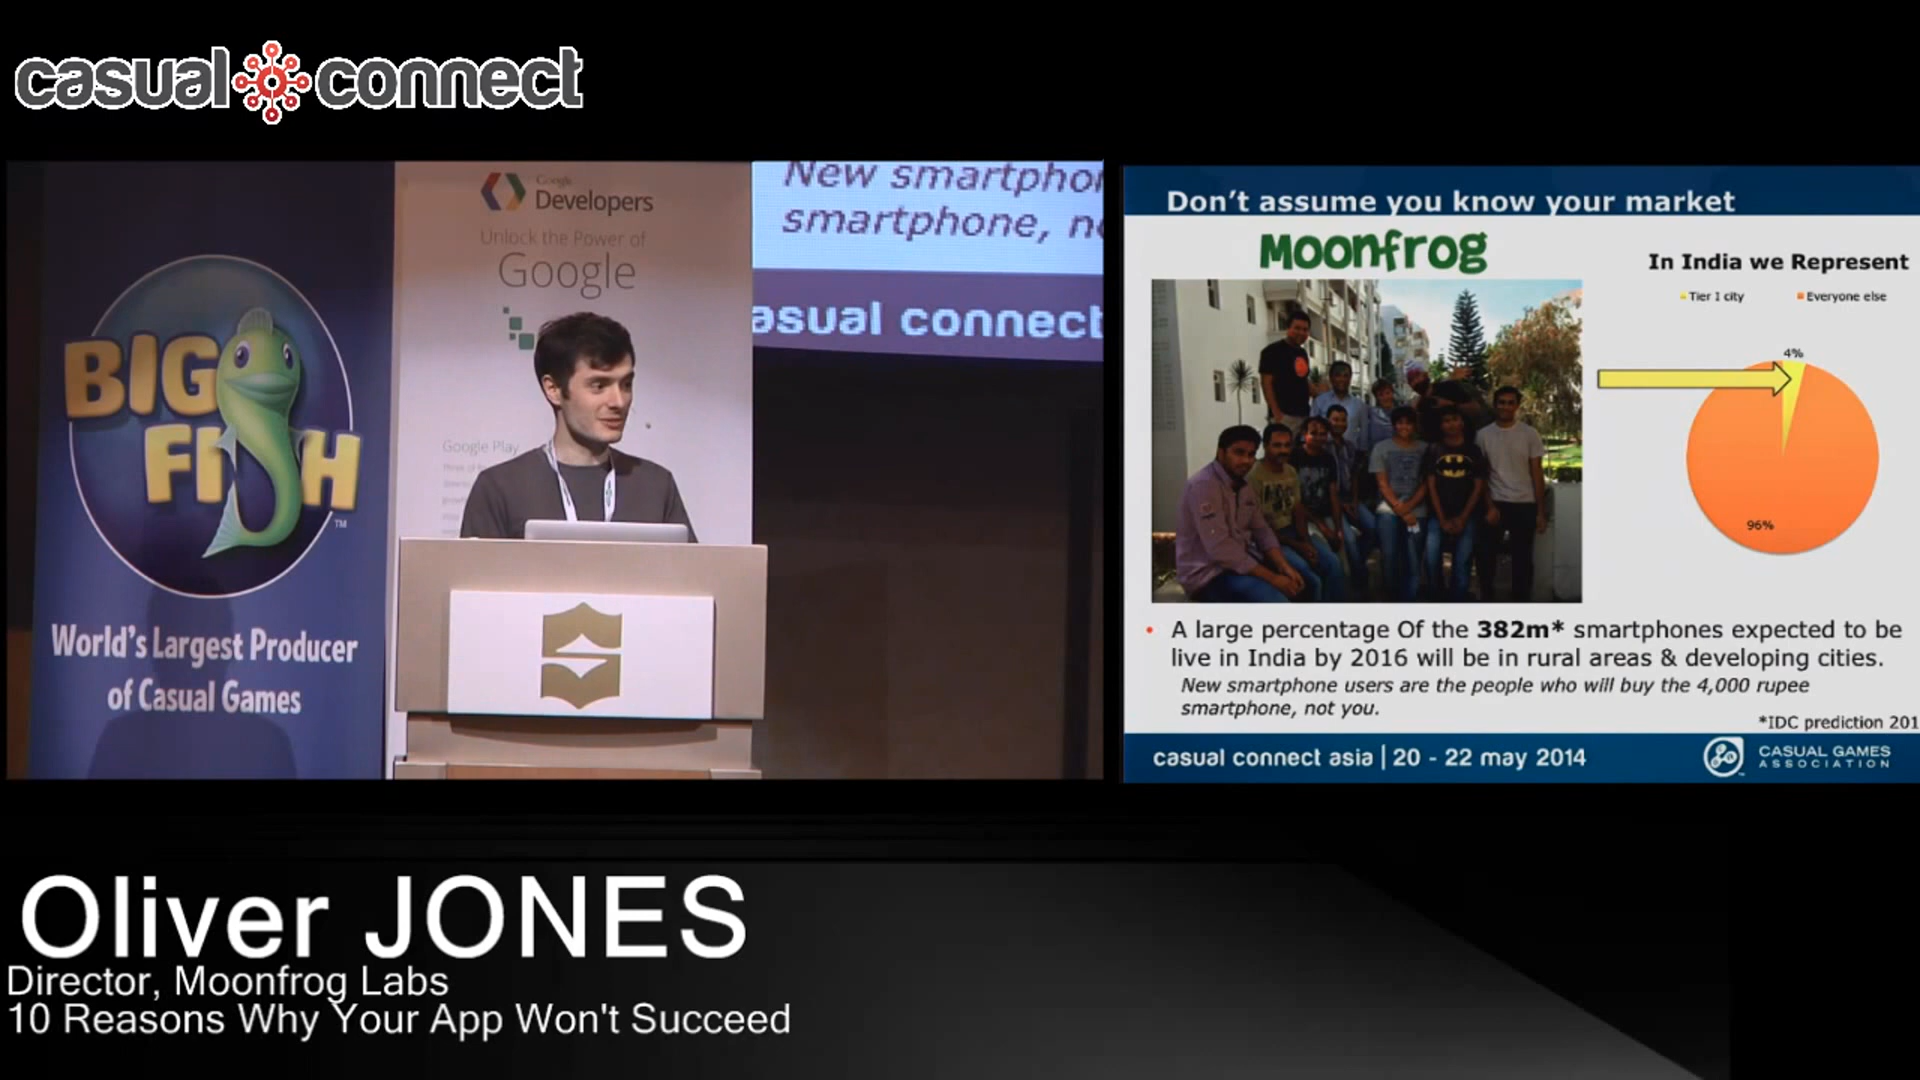 casual connect
Google
Developers
Unlock the Power of
Google
Google Play
BIG
FISH
TM
World's Largest Producer
of Casual Games
New smartphon
smartphone, no
asual connect
Don't assume you know your market
Moonfrog
In India we Represent
Tier I city
Everyone else
4%
96%
• A large percentage Of the 382m* smartphones expected to be
live in India by 2016 will be in rural areas & developing cities.
New smartphone users are the people who will buy the 4,000 rupee
smartphone, not you.
*IDC prediction 201
casual connect asia | 20 - 22 may 2014
CASUAL GAMES
ASSOCIATION
Oliver JONES
Director, Moonfrog Labs
10 Reasons Why Your App Won't Succeed